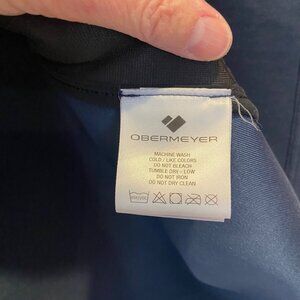 OBERMEYER
MACHINE WASH
COLD / LIKE COLORS
DO NOT BLEACH
TUMBLE DRY - LOW
DO NOT IRON
DO NOT DRY CLEAN